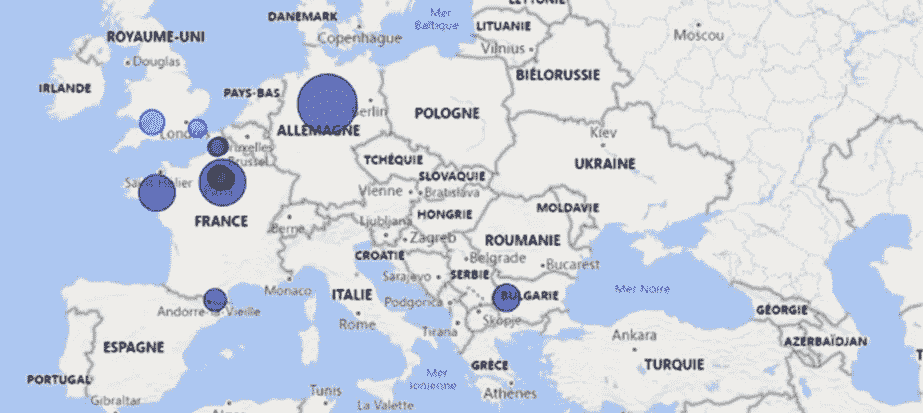 LETTONIE
DANEMARK
Mer
Baltique
LITUANIE
ROYAUME-UNI
Copenhague
Moscou
Vilnius
Douglas
BIÉLORUSSIE
IRLANDE
PAYS-BAS
Berlin
POLOGNE
ALLEMAGNE
Kiev
Bruxelles
Brussel
TCHÉQUIE
UKRAINE
SLOVAQUIE
Saint-Hélier
Vienne
Bratislava
MOLDAVIE
HONGRIE
FRANCE
Berne
Ljubljana
Zagreb
ROUMANIE
CROATIE
Belgrade
Bucarest
Sarajevo
SERBIE
Mer Noire
Monaco
ITALIE
Podgorica
BULGARIE
Andorre-la-Vieille
GÉORGIE
Rome
Skopje
Tirana
Ankara
AZERBAÏDJAN
ESPAGNE
GRÈCE
TURQUIE
Mer
Ionienne
PORTUGAL
Athènes
Tunis
Gibraltar
La Valette